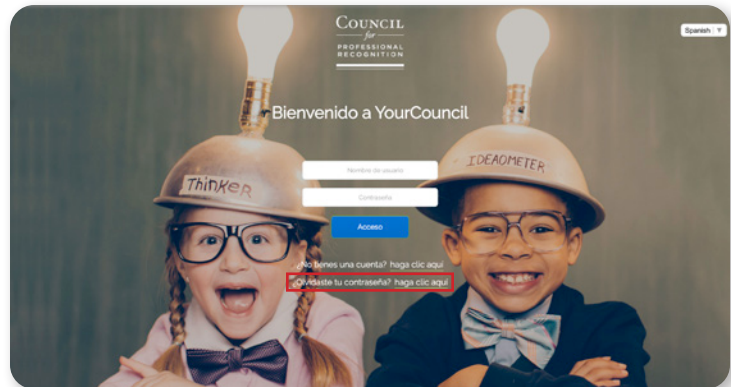 COUNCIL
for
PROFESSIONAL
RECOGNITION
Spanish
Bienvenido a YourCouncil
Nombre de usuario
Contraseña
Acceso
THINKER
IDEAOMETER
¿No tienes una cuenta? haga clic aquí
¿Olvidaste tu contraseña? haga clic aquí